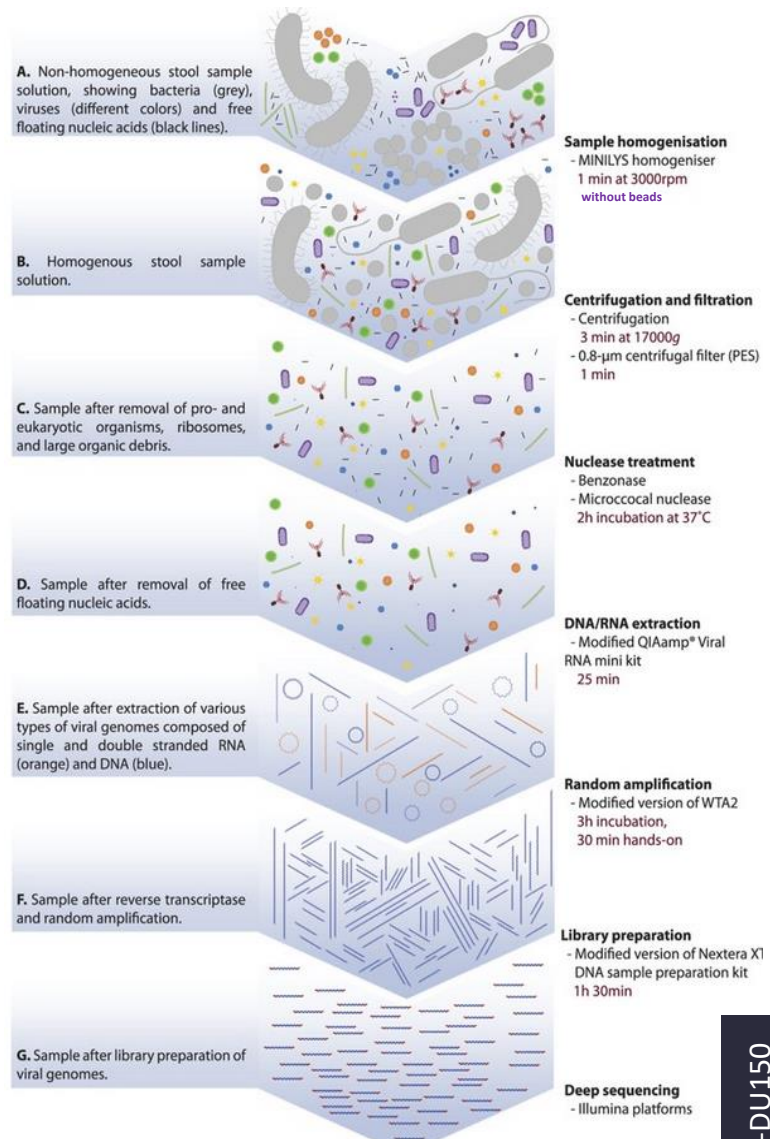 A. Non-homogeneous stool sample
solution, showing bacteria (grey),
viruses (different colors) and free
floating nucleic acids (black lines).
Sample homogenisation
- MINILYS homogeniser
1 min at 3000rpm
without beads
B. Homogenous stool sample
solution.
Centrifugation and filtration
- Centrifugation
3 min at 17000g
- 0.8-µm centrifugal filter (PES)
1 min
C. Sample after removal of pro- and
eukaryotic organisms, ribosomes,
and large organic debris.
Nuclease treatment
- Benzonase
- Microccocal nuclease
2h incubation at 37˚C
D. Sample after removal of free
floating nucleic acids.
DNA/RNA extraction
- Modified QIAamp® Viral
RNA mini kit
25 min
E. Sample after extraction of various
types of viral genomes composed of
single and double stranded RNA
(orange) and DNA (blue).
Random amplification
- Modified version of WTA2
3h incubation,
30 min hands-on
F. Sample after reverse transcriptase
and random amplification.
Library preparation
- Modified version of Nextera XT
DNA sample preparation kit
1h 30min
G. Sample after library preparation of
viral genomes.
Deep sequencing
- Illumina platforms
-DU150